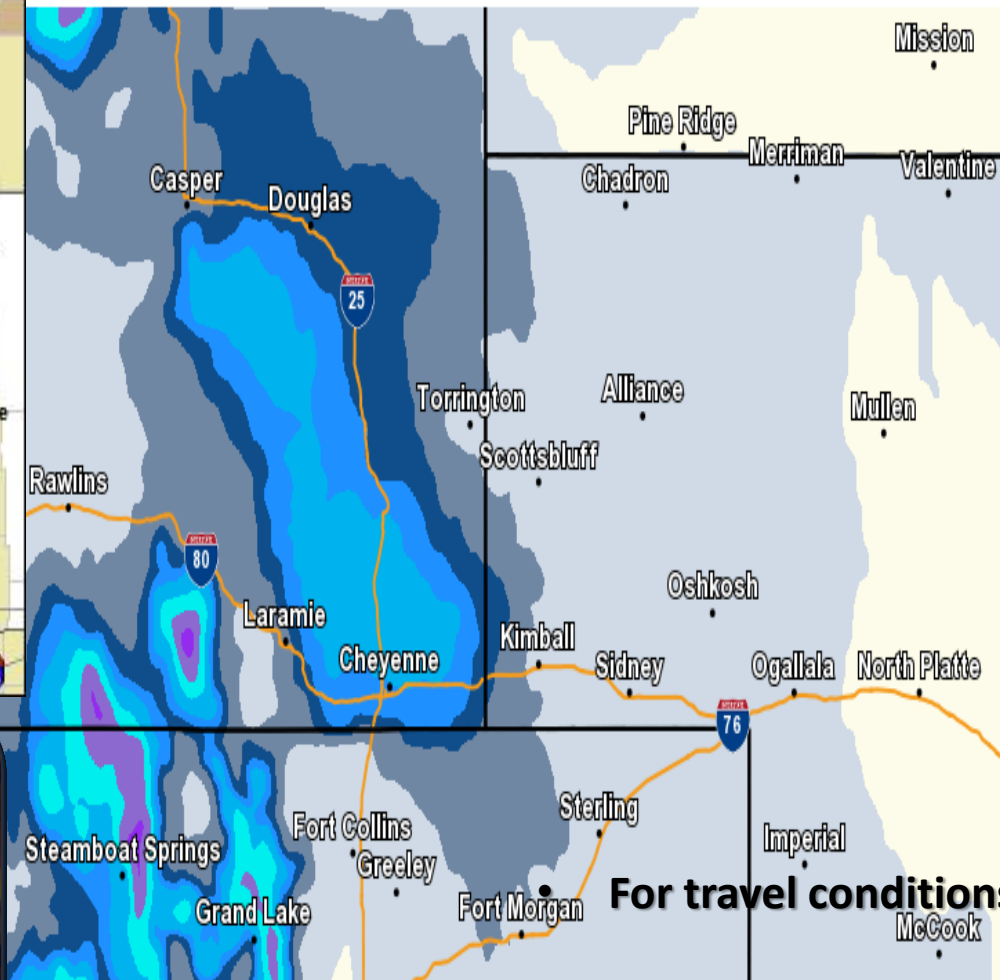 Mission
Pine Ridge
Merriman
Valentine
Casper
Chadron
Douglas
25
Torrington
Alliance
Mullen
e
Scottsbluff
Rawlins
80
Oshkosh
Laramie
Kimball
Cheyenne
Sidney
Ogallala
North Platte
76
Sterling
Fort Collins
Imperial
Steamboat Springs
Greeley
• For travel conditions
Grand Lake
Fort Morgan
McCook